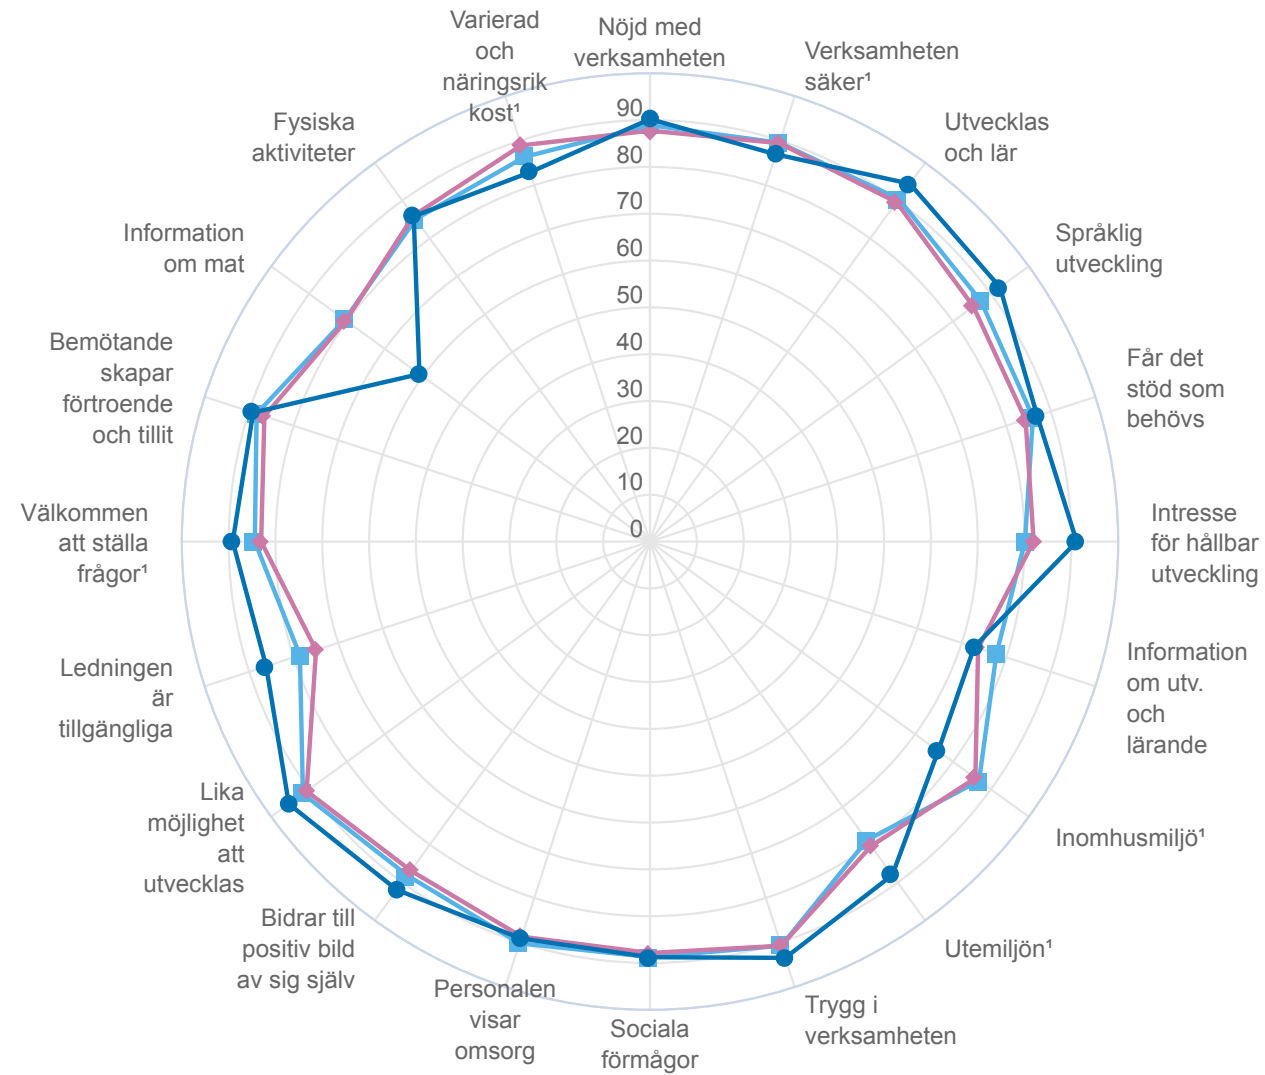 Nöjd med
verksamheten
Verksamheten
säker¹
Utvecklas
och lär
Språklig
utveckling
Får det
stöd som
behövs
Intresse
för hållbar
utveckling
Information
om utv.
och
lärande
Inomhusmiljö¹
Utemiljön¹
Trygg i
verksamheten
Sociala
förmågor
Personalen
visar
omsorg
Bidrar till
positiv bild
av sig själv
Lika
möjlighet
att
utvecklas
Ledningen
är
tillgängliga
Välkommen
att ställa
frågor¹
Bemötande
skapar
förtroende
och tillit
Information
om mat
Fysiska
aktiviteter
Varierad
och
näringsrik
kost¹
90
80
70
60
50
40
30
20
10
0